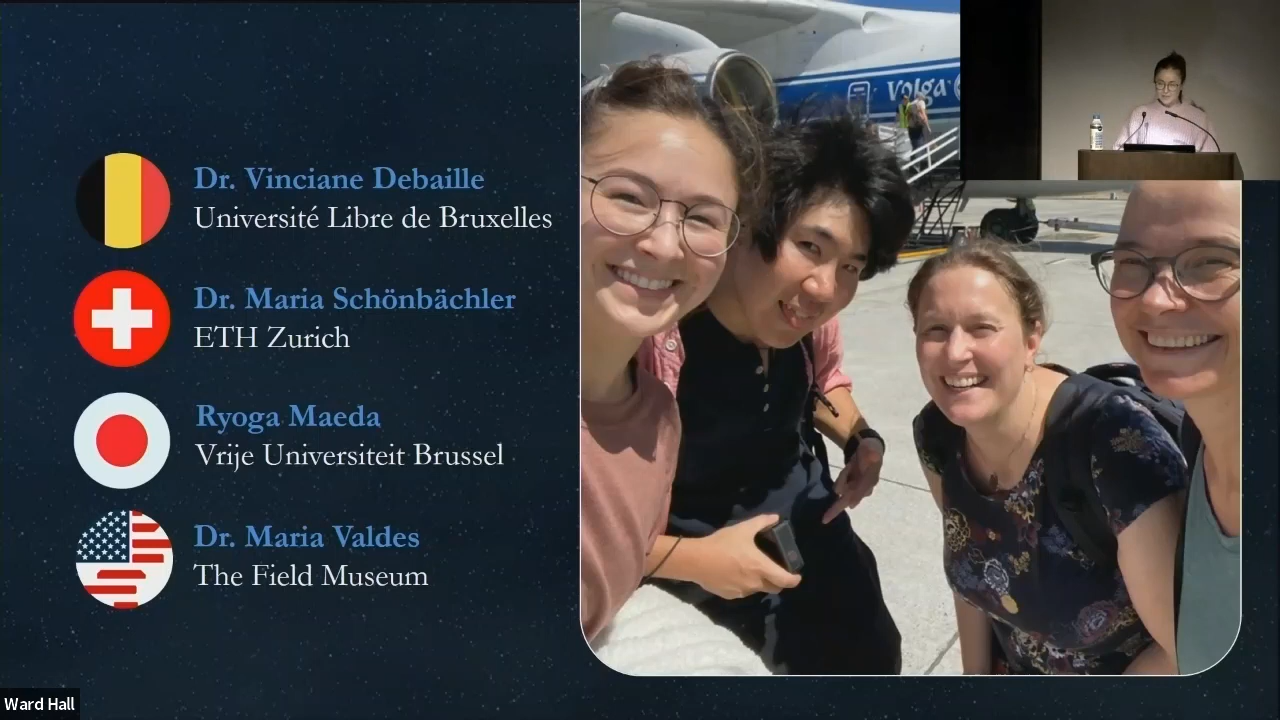 Dr. Vinciane Debaille
Université Libre de Bruxelles
Dr. Maria Schönbächler
ETH Zurich
Ryoga Maeda
Vrije Universiteit Brussel
Dr. Maria Valdes
The Field Museum
Volga
Ward Hall